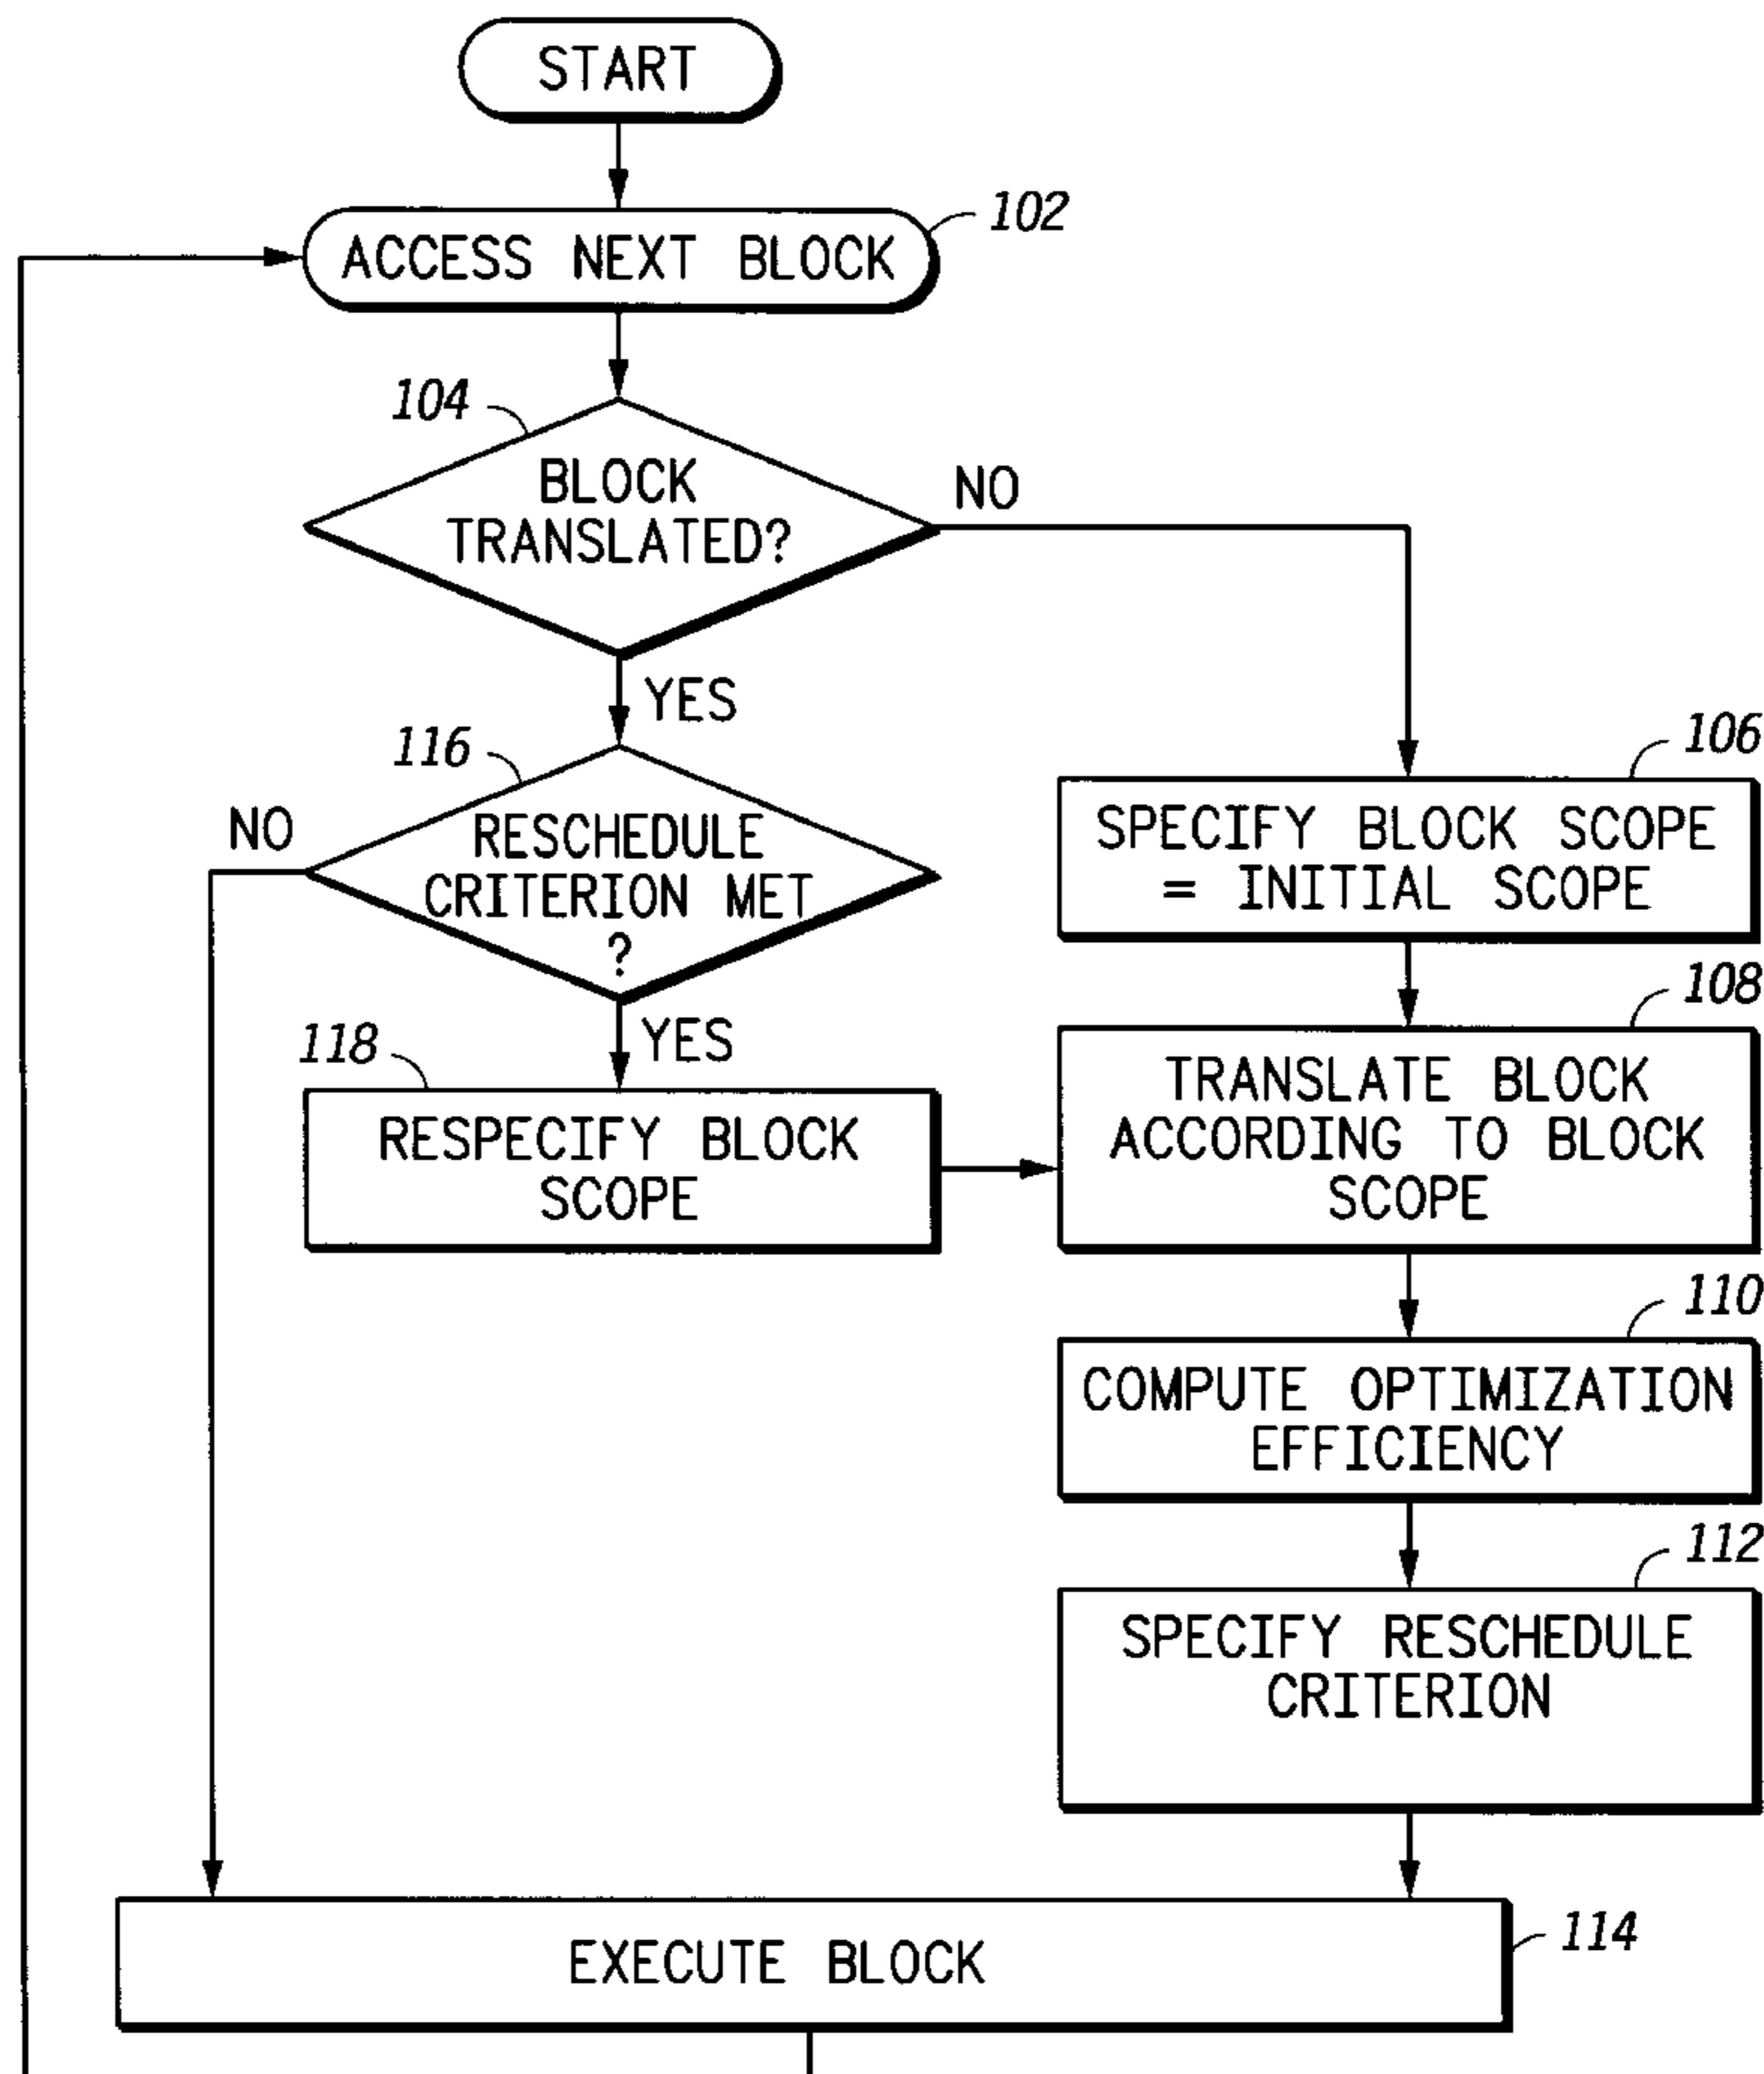 START
102
ACCESS NEXT BLOCK
104
BLOCK
TRANSLATED?
NO
YES
116
NO
RESCHEDULE
CRITERION MET
?
YES
106
SPECIFY BLOCK SCOPE
= INITIAL SCOPE
118
RESPECIFY BLOCK
SCOPE
108
TRANSLATE BLOCK
ACCORDING TO BLOCK
SCOPE
110
COMPUTE OPTIMIZATION
EFFICIENCY
112
SPECIFY RESCHEDULE
CRITERION
EXECUTE BLOCK
114